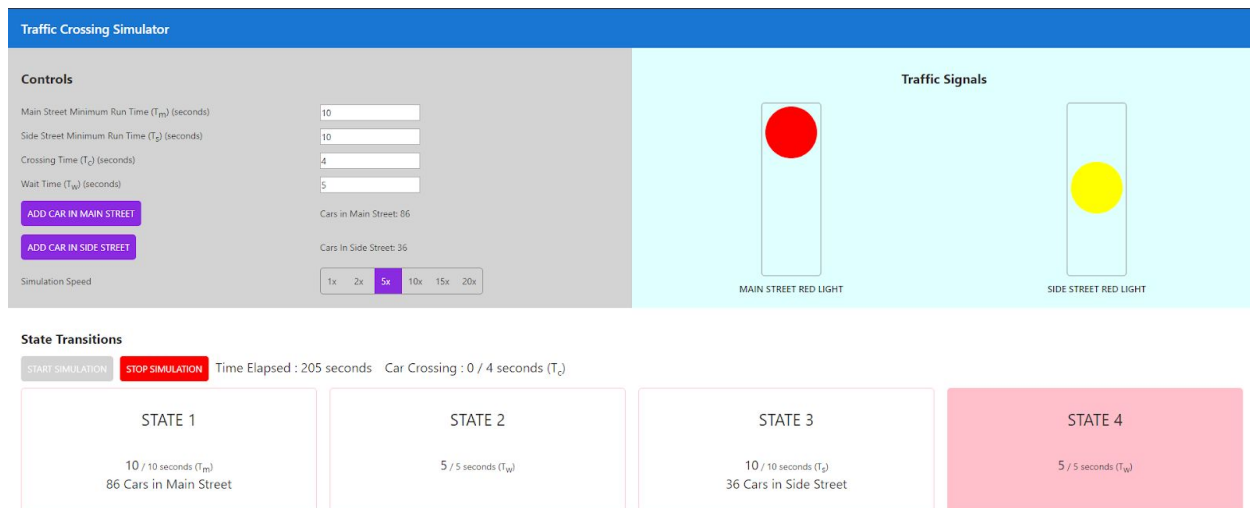 Traffic Crossing Simulator
Controls
Main Street Minimum Run Time (Tm) (seconds) 10
Side Street Minimum Run Time (Ts) (seconds) 10
Crossing Time (Tc) (seconds) 4
Wait Time (Tw) (seconds) 5
ADD CAR IN MAIN STREET Cars in Main Street: 86
ADD CAR IN SIDE STREET Cars In Side Street: 36
Simulation Speed 1x 2x 5x 10x 15x 20x
Traffic Signals
MAIN STREET RED LIGHT SIDE STREET RED LIGHT
State Transitions
START SIMULATION STOP SIMULATION Time Elapsed : 205 seconds Car Crossing : 0 / 4 seconds (Tc)
STATE 1
10 / 10 seconds (Tm)
86 Cars in Main Street
STATE 2
5 / 5 seconds (Tw)
STATE 3
10 / 10 seconds (Ts)
36 Cars in Side Street
STATE 4
5 / 5 seconds (Tw)